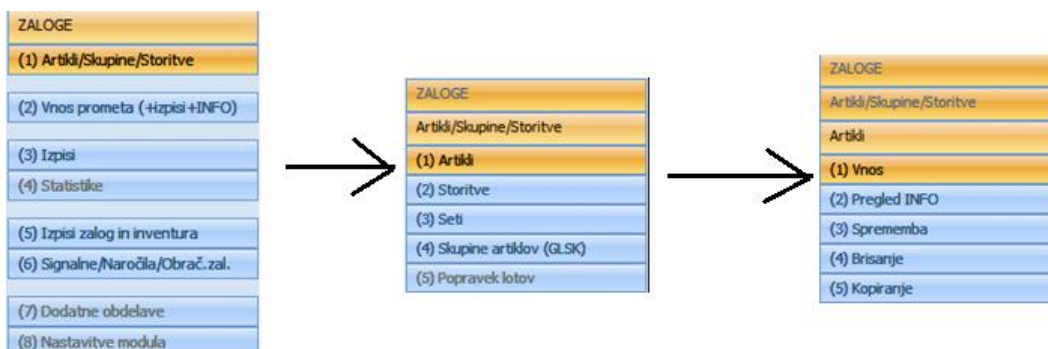 ZALOGE
(1) Artikli/Skupine/Storitve
(2) Vnos prometa (+izpisi+INFO)
(3) Izpisi
(4) Statistike
(5) Izpisi zalog in inventura
(6) Signalne/Naročila/Obrač.zal.
(7) Dodatne obdelave
(8) Nastavitve modula
ZALOGE
Artikli/Skupine/Storitve
(1) Artikli
(2) Storitve
(3) Seti
(4) Skupine artiklov (GLSK)
(5) Popravek lotov
ZALOGE
Artikli/Skupine/Storitve
Artikli
(1) Vnos
(2) Pregled INFO
(3) Sprememba
(4) Brisanje
(5) Kopiranje